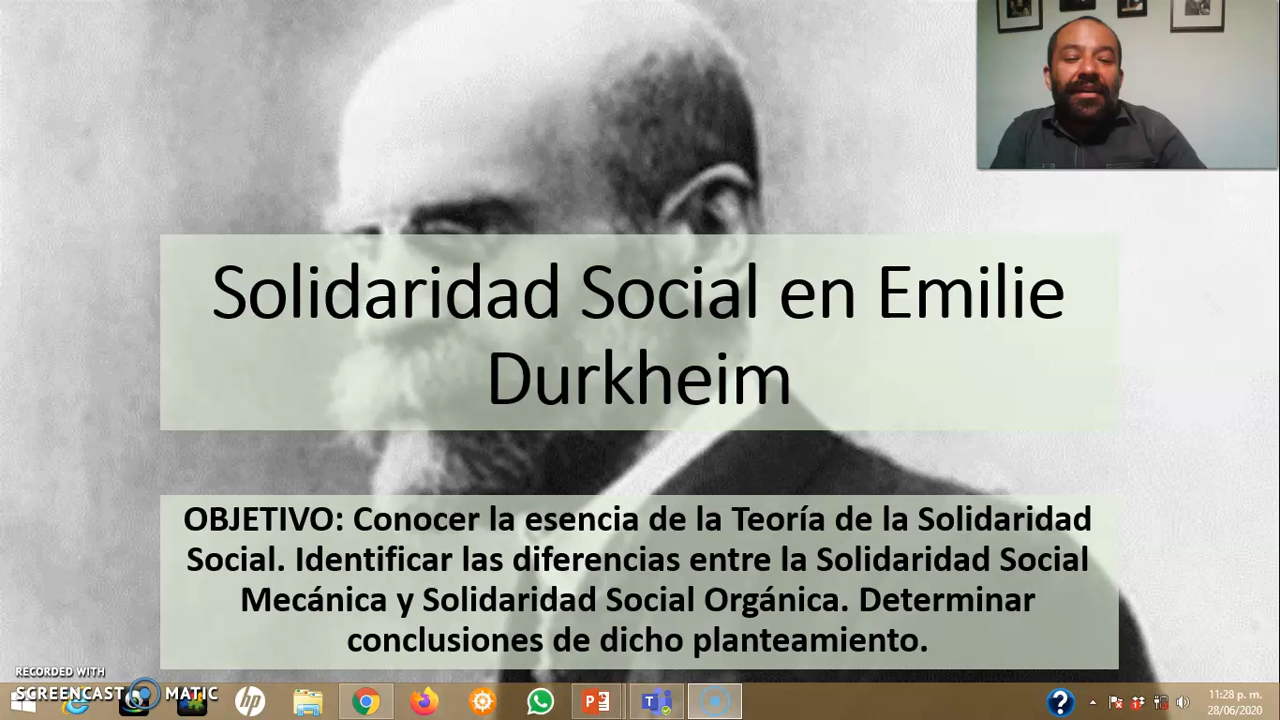 Solidaridad Social en Emilie
Durkheim
OBJETIVO: Conocer la esencia de la Teoría de la Solidaridad
Social. Identificar las diferencias entre la Solidaridad Social
Mecánica y Solidaridad Social Orgánica. Determinar
conclusiones de dicho planteamiento.
RECORDED WITH
SCREENCAST MATIC
hp
11:28 p. m.
28/06/2020